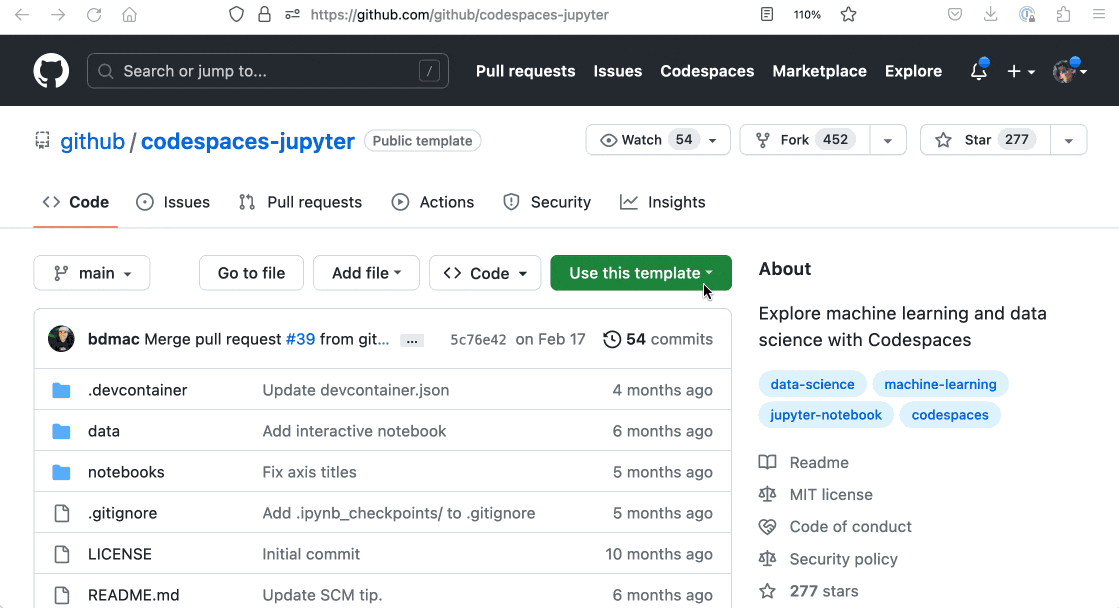 https://github.com/github/codespaces-jupyter 110%
Search or jump to... / Pull requests Issues Codespaces Marketplace Explore
github / codespaces-jupyter Public template Watch 54 Fork 452 Star 277
Code Issues Pull requests Actions Security Insights
main Go to file Add file Code Use this template
bdmac Merge pull request #39 from git... ... 5c76e42 on Feb 17 54 commits
.devcontainer Update devcontainer.json 4 months ago
data Add interactive notebook 6 months ago
notebooks Fix axis titles 5 months ago
.gitignore Add .ipynb_checkpoints/ to .gitignore 5 months ago
LICENSE Initial commit 10 months ago
README.md Update SCM tip. 6 months ago
About
Explore machine learning and data
science with Codespaces
data-science machine-learning
jupyter-notebook codespaces
Readme
MIT license
Code of conduct
Security policy
277 stars